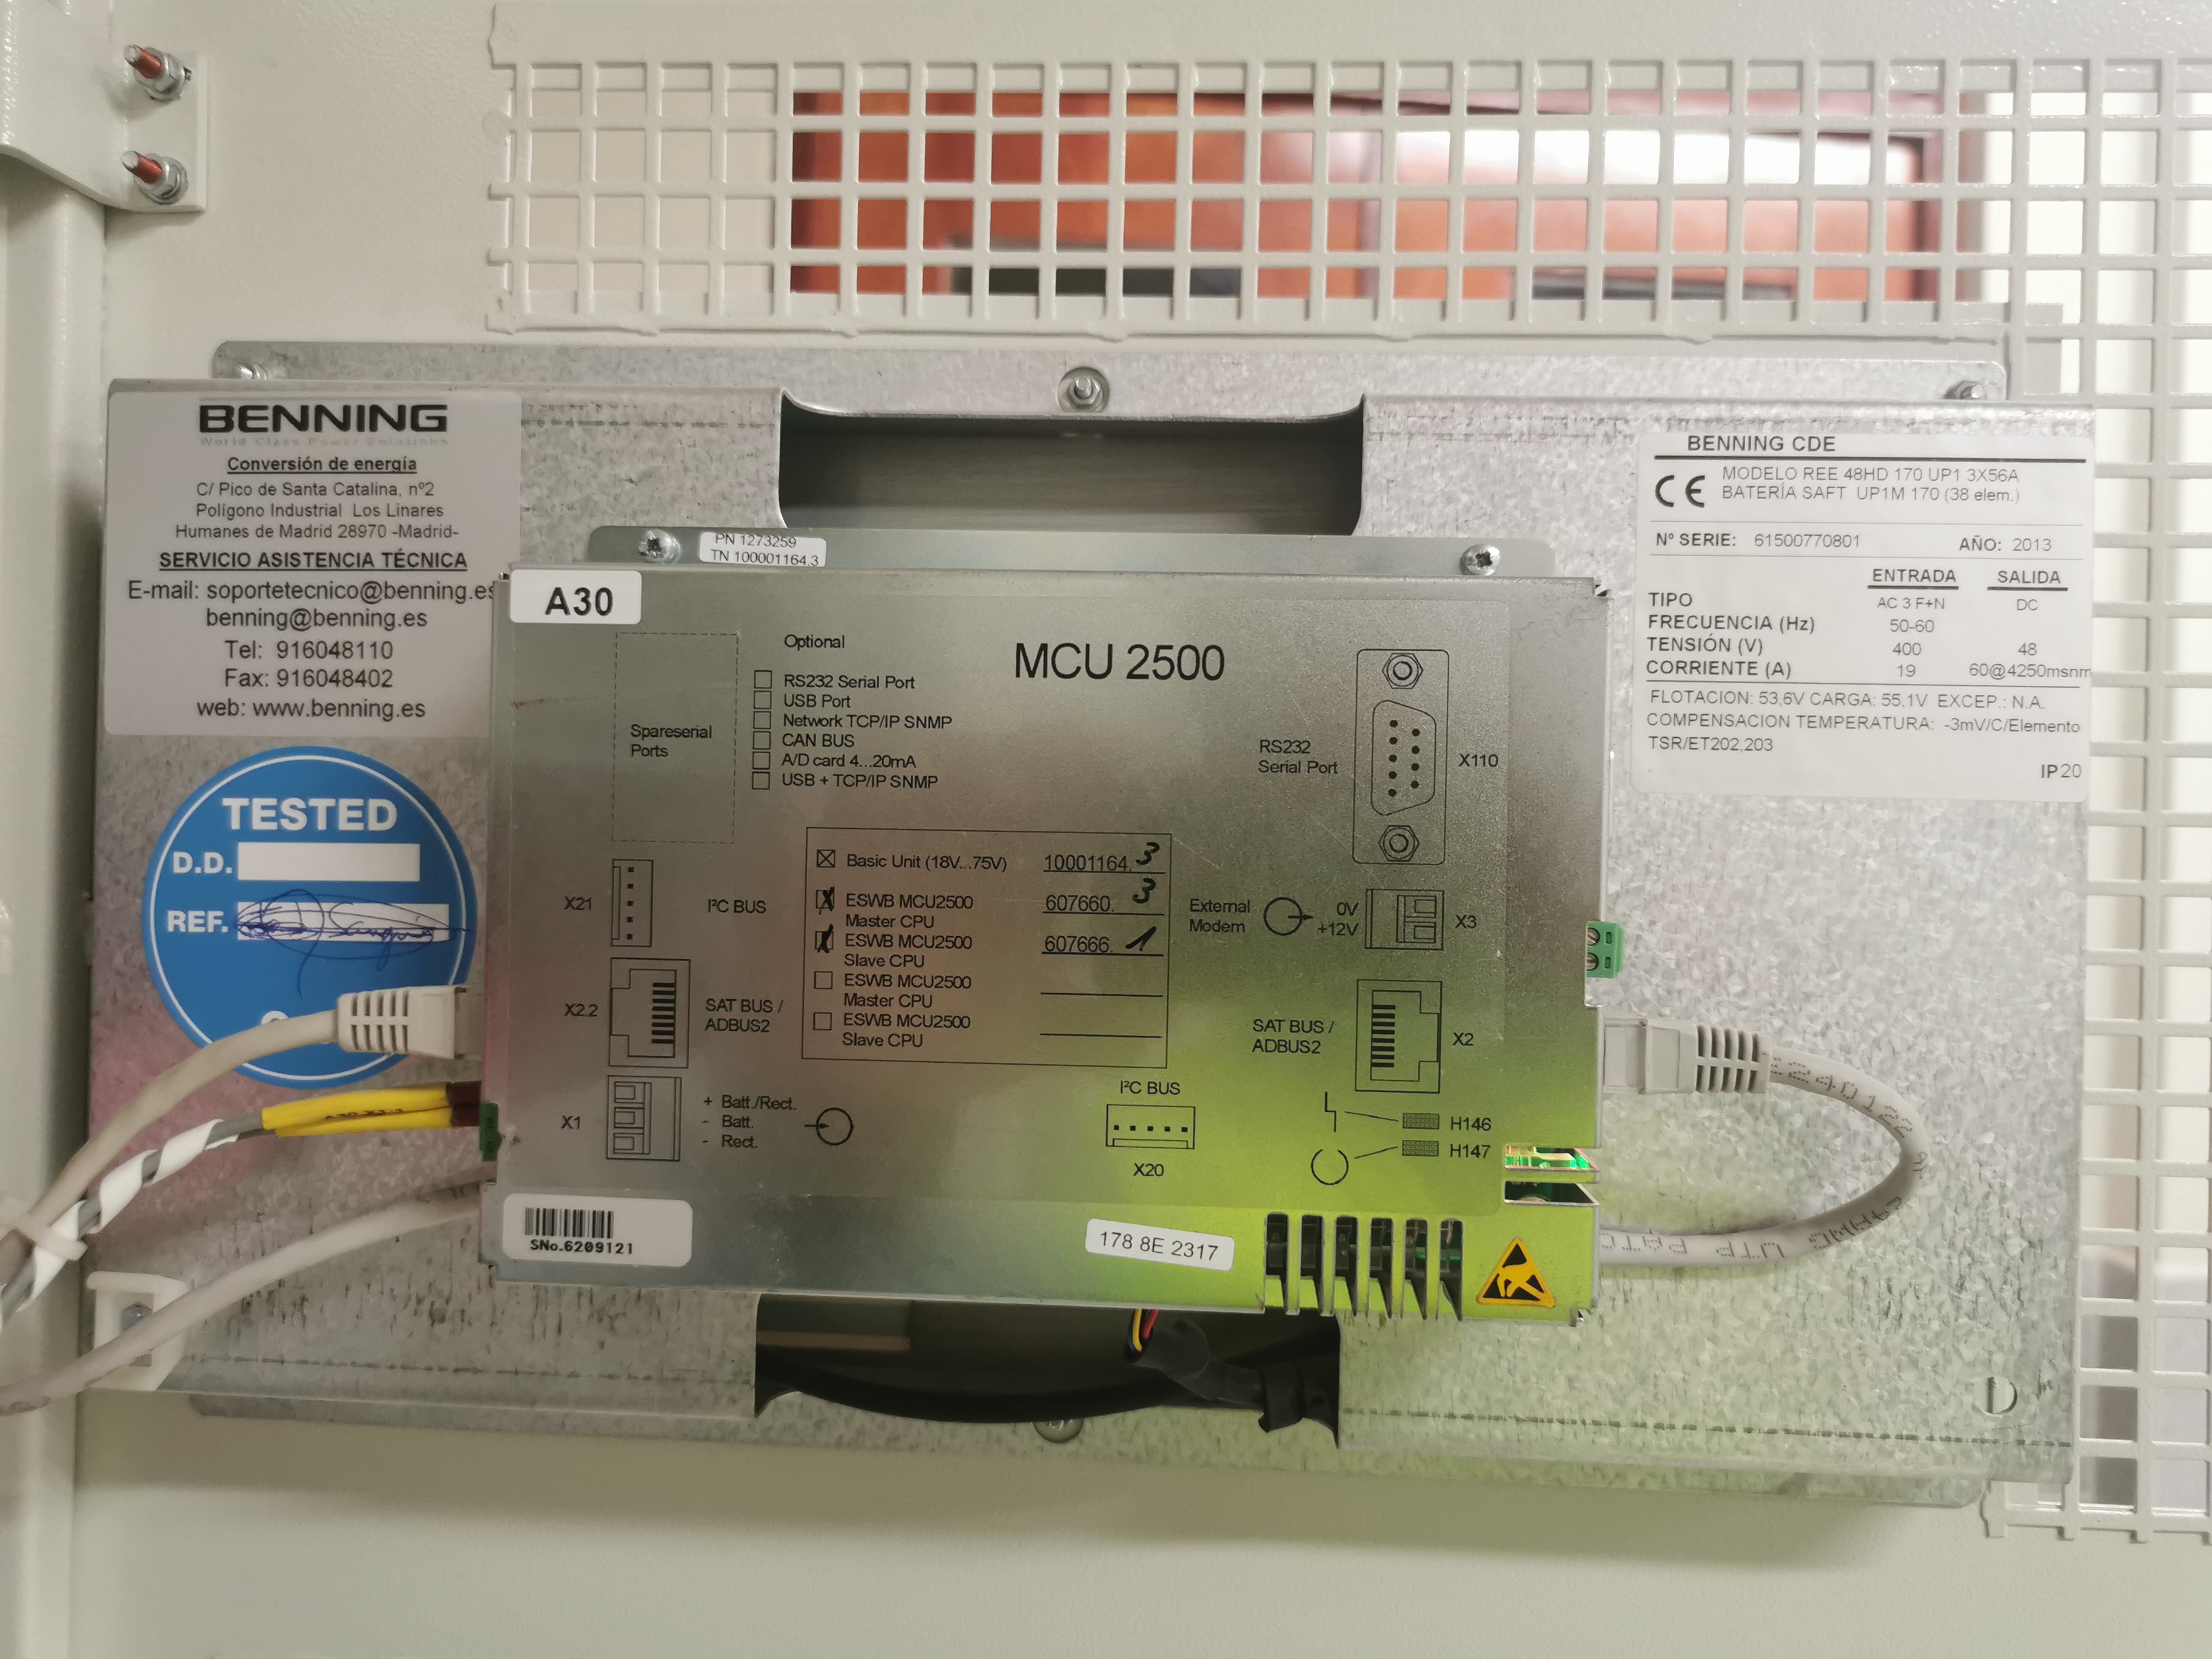 BENNING
World Class Power Solutions
Conversión de energía
C/ Pico de Santa Catalina, nº2
Polígono Industrial Los Linares
Humanes de Madrid 28970 -Madrid-
SERVICIO ASISTENCIA TÉCNICA
E-mail: soportetecnico@benning.es
benning@benning.es
Tel: 916048110
Fax: 916048402
web: www.benning.es
TESTED
D.D.
REF.
PN 1273259
TN 100001164.3
A30
MCU 2500
Optional
RS232 Serial Port
USB Port
Network TCP/IP SNMP
CAN BUS
A/D card 4...20mA
USB + TCP/IP SNMP
Spareserial
Ports
RS232
Serial Port
X110
Basic Unit (18V...75V) 10001164.3
ESWB MCU2500 607660.3
Master CPU
ESWB MCU2500 607666.1
Slave CPU
ESWB MCU2500
Master CPU
ESWB MCU2500
Slave CPU
X21
I²C BUS
External
Modem
0V
+12V
X3
X2.2
SAT BUS /
ADBUS2
SAT BUS /
ADBUS2
X2
X1
+ Batt./Rect.
- Batt.
- Rect.
I²C BUS
X20
H146
H147
SNo.6209121
178 8E 2317
BENNING CDE
CE
MODELO REE 48HD 170 UP1 3X56A
BATERÍA SAFT UP1M 170 (38 elem.)
Nº SERIE: 61500770801 AÑO: 2013
ENTRADA SALIDA
TIPO AC 3 F+N DC
FRECUENCIA (Hz) 50-60
TENSIÓN (V) 400 48
CORRIENTE (A) 19 60@4250msnm
FLOTACION: 53,6V CARGA: 55,1V EXCEP.: N.A.
COMPENSACION TEMPERATURA: -3mV/C/Elemento
TSR/ET202,203
IP20
E240122
UTP PATC